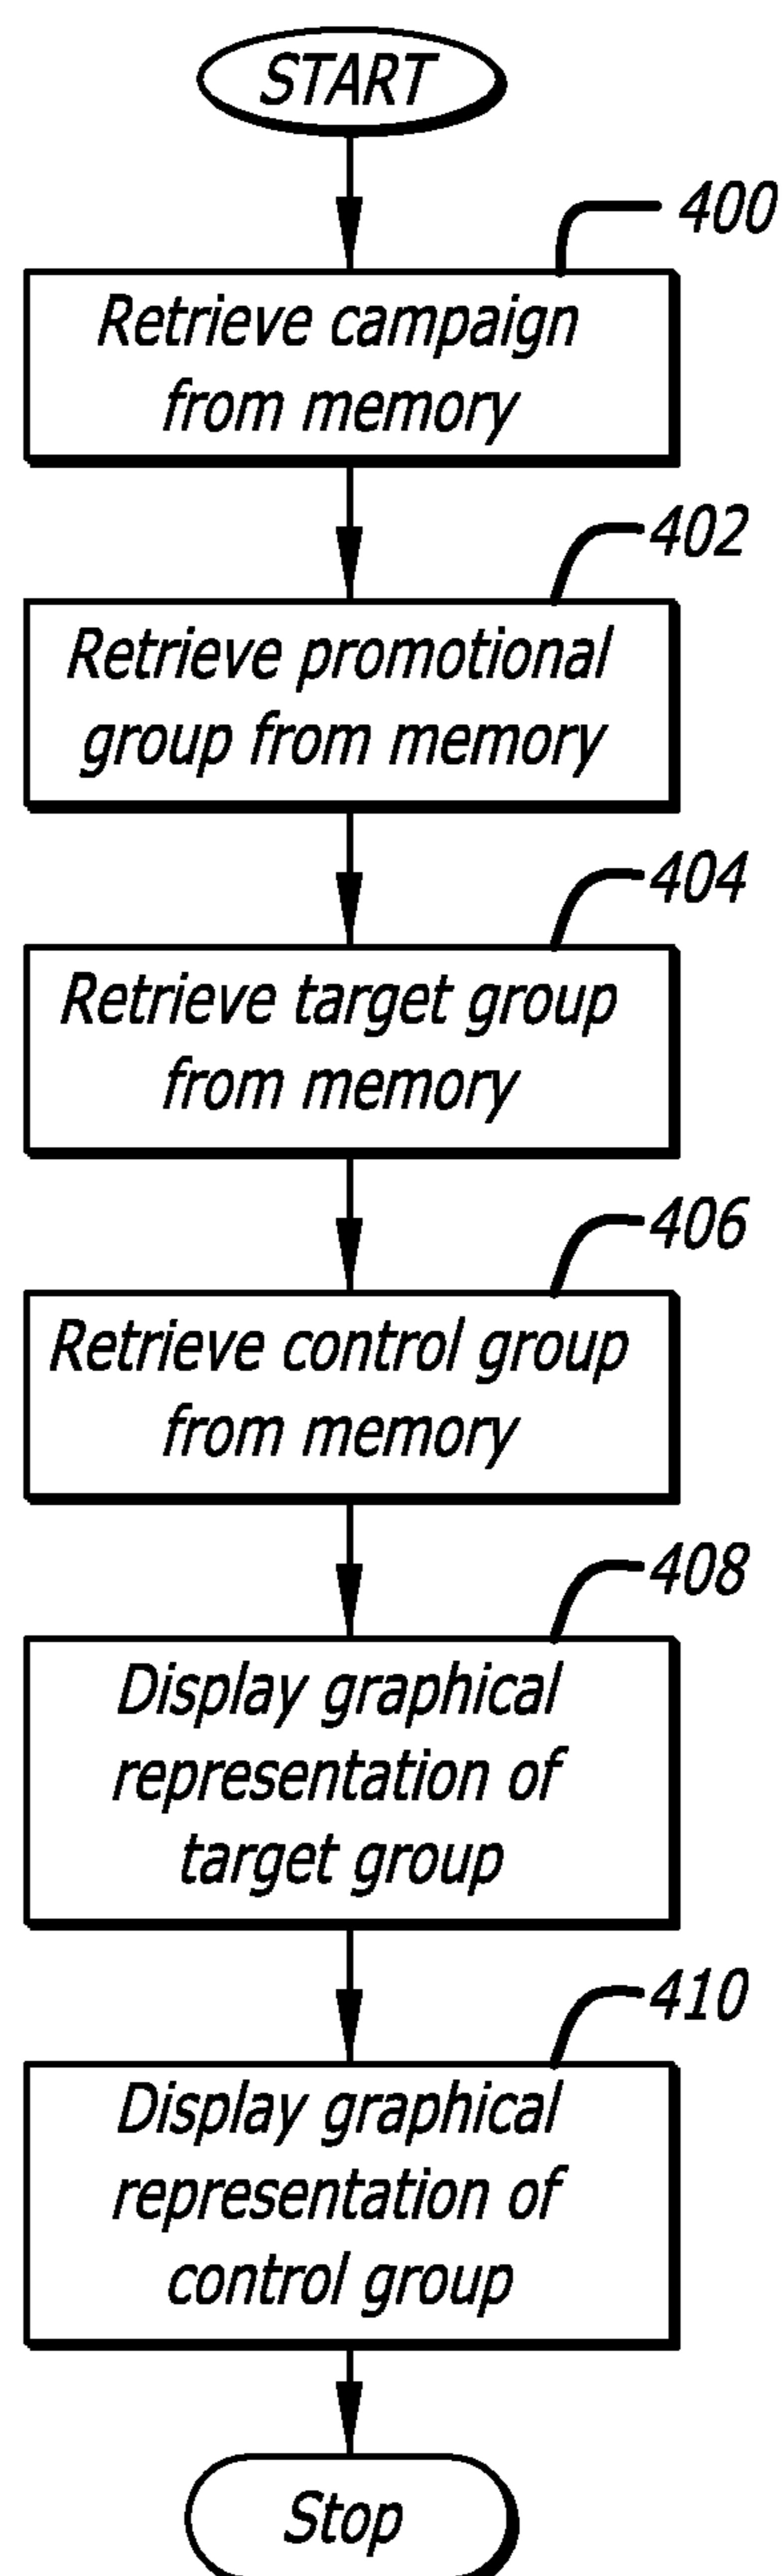 START
400
Retrieve campaign
from memory
402
Retrieve promotional
group from memory
404
Retrieve target group
from memory
406
Retrieve control group
from memory
408
Display graphical
representation of
target group
410
Display graphical
representation of
control group
Stop